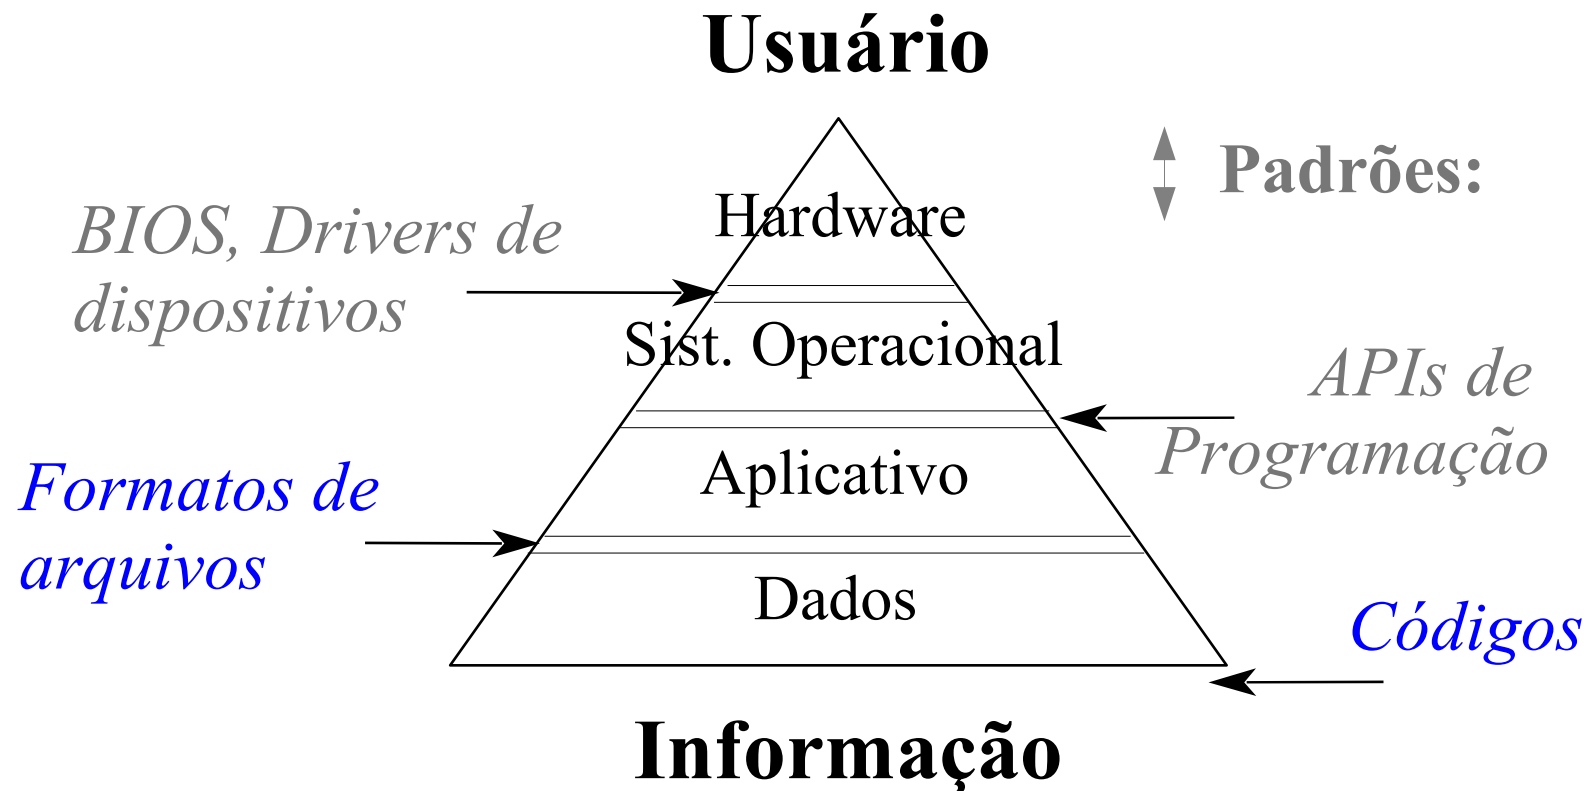 Usuário
Padrões:
Hardware
BIOS, Drivers de
dispositivos
Sist. Operacional
APIs de
Programação
Aplicativo
Formatos de
arquivos
Dados
Códigos
Informação